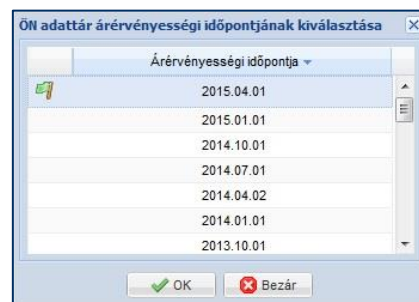 ÖN adattár árérvényességi időpontjának kiválasztása
Árérvényességi időpontja
2015.04.01
2015.01.01
2014.10.01
2014.07.01
2014.04.02
2014.01.01
2013.10.01
OK Bezár